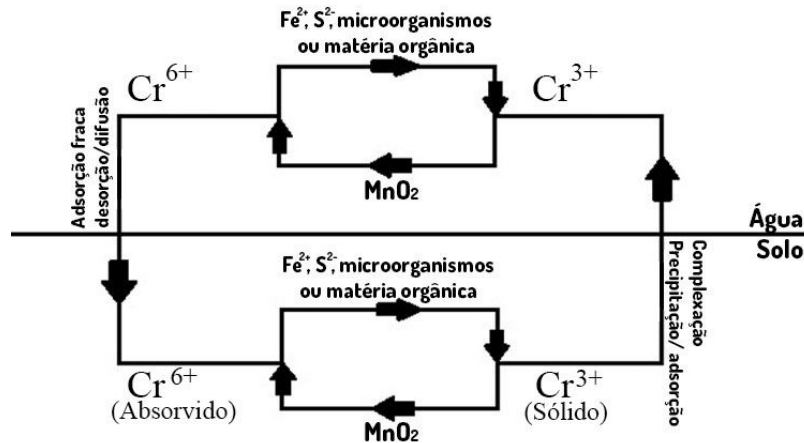 Fe²⁺, S²⁻, microorganismos
ou matéria orgânica
Cr⁶⁺
Cr³⁺
MnO₂
Adsorção fraca
desorção/difusão
Água
Solo
Complexação
Precipitação/ adsorção
Fe²⁺, S²⁻, microorganismos
ou matéria orgânica
Cr⁶⁺
(Absorvido)
Cr³⁺
(Sólido)
MnO₂